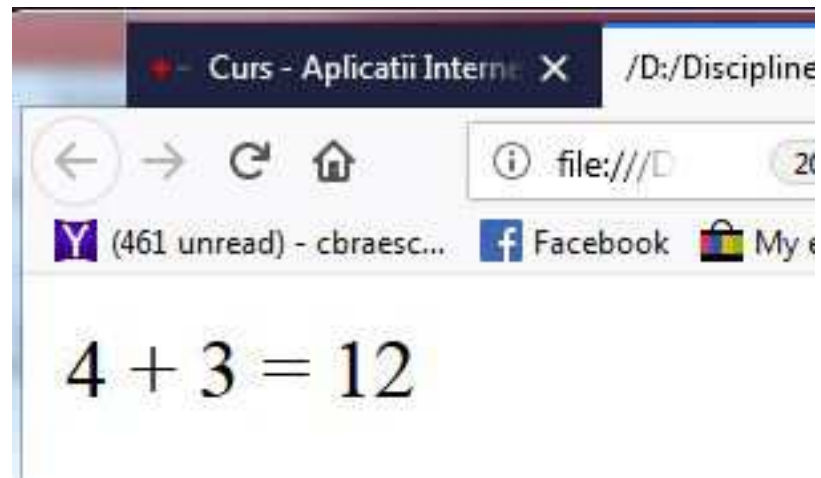 Curs - Aplicatii Interne /D:/Discipline
file:///D 20
(461 unread) - cbraesc... Facebook My e
4 + 3 = 12